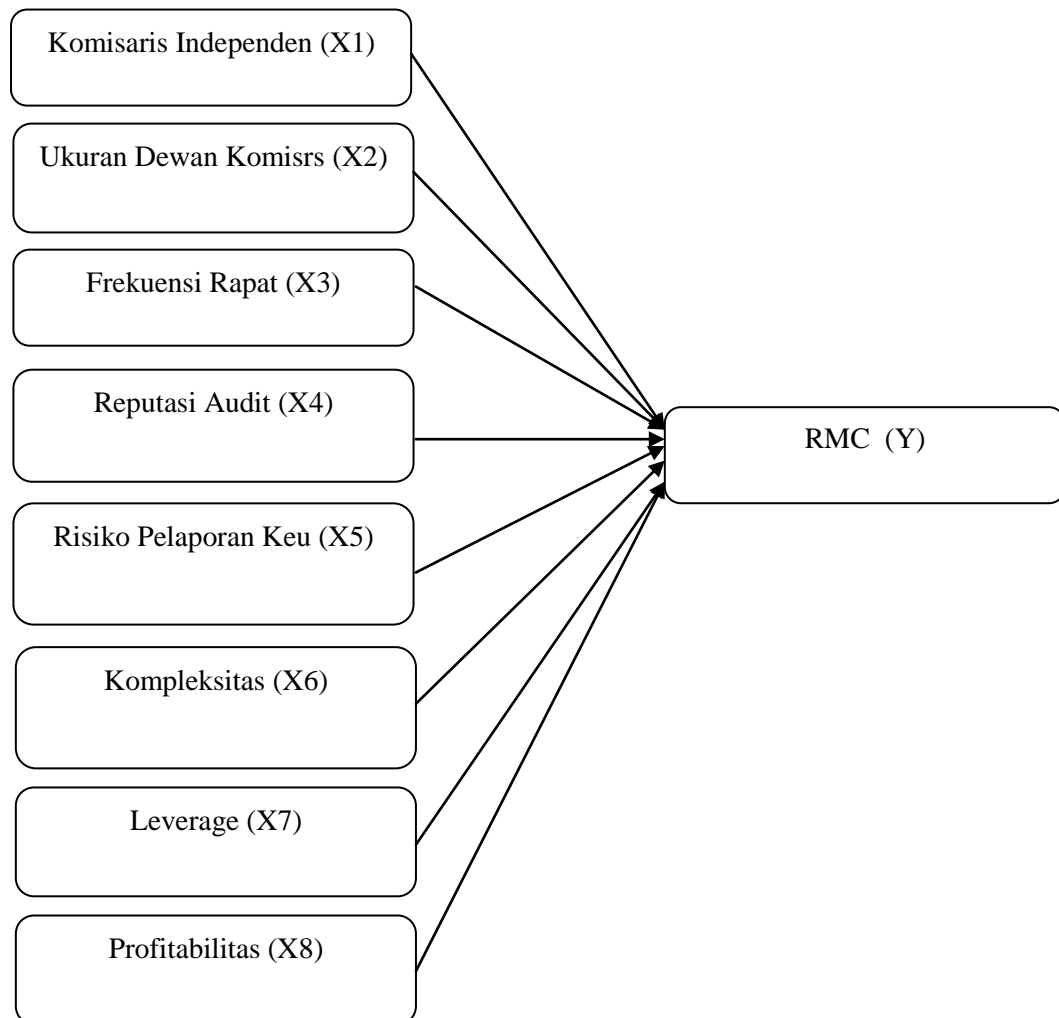 Komisaris Independen (X1)
Ukuran Dewan Komisrs (X2)
Frekuensi Rapat (X3)
Reputasi Audit (X4)
Risiko Pelaporan Keu (X5)
Kompleksitas (X6)
Leverage (X7)
Profitabilitas (X8)
RMC (Y)